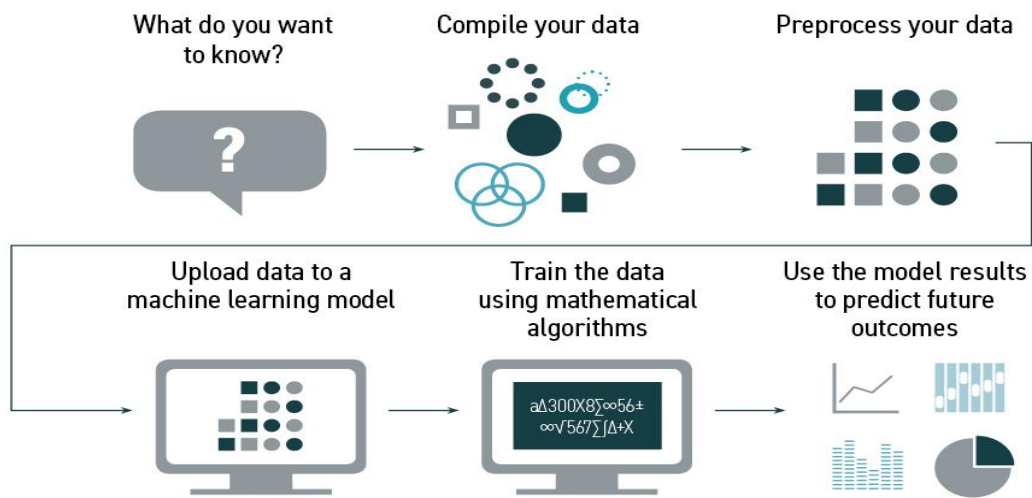 What do you want
to know?
Compile your data
Preprocess your data
?
Upload data to a
machine learning model
Train the data
using mathematical
algorithms
Use the model results
to predict future
outcomes
aΔ300X8∑∞56±
∞√567∑∫Δ+X